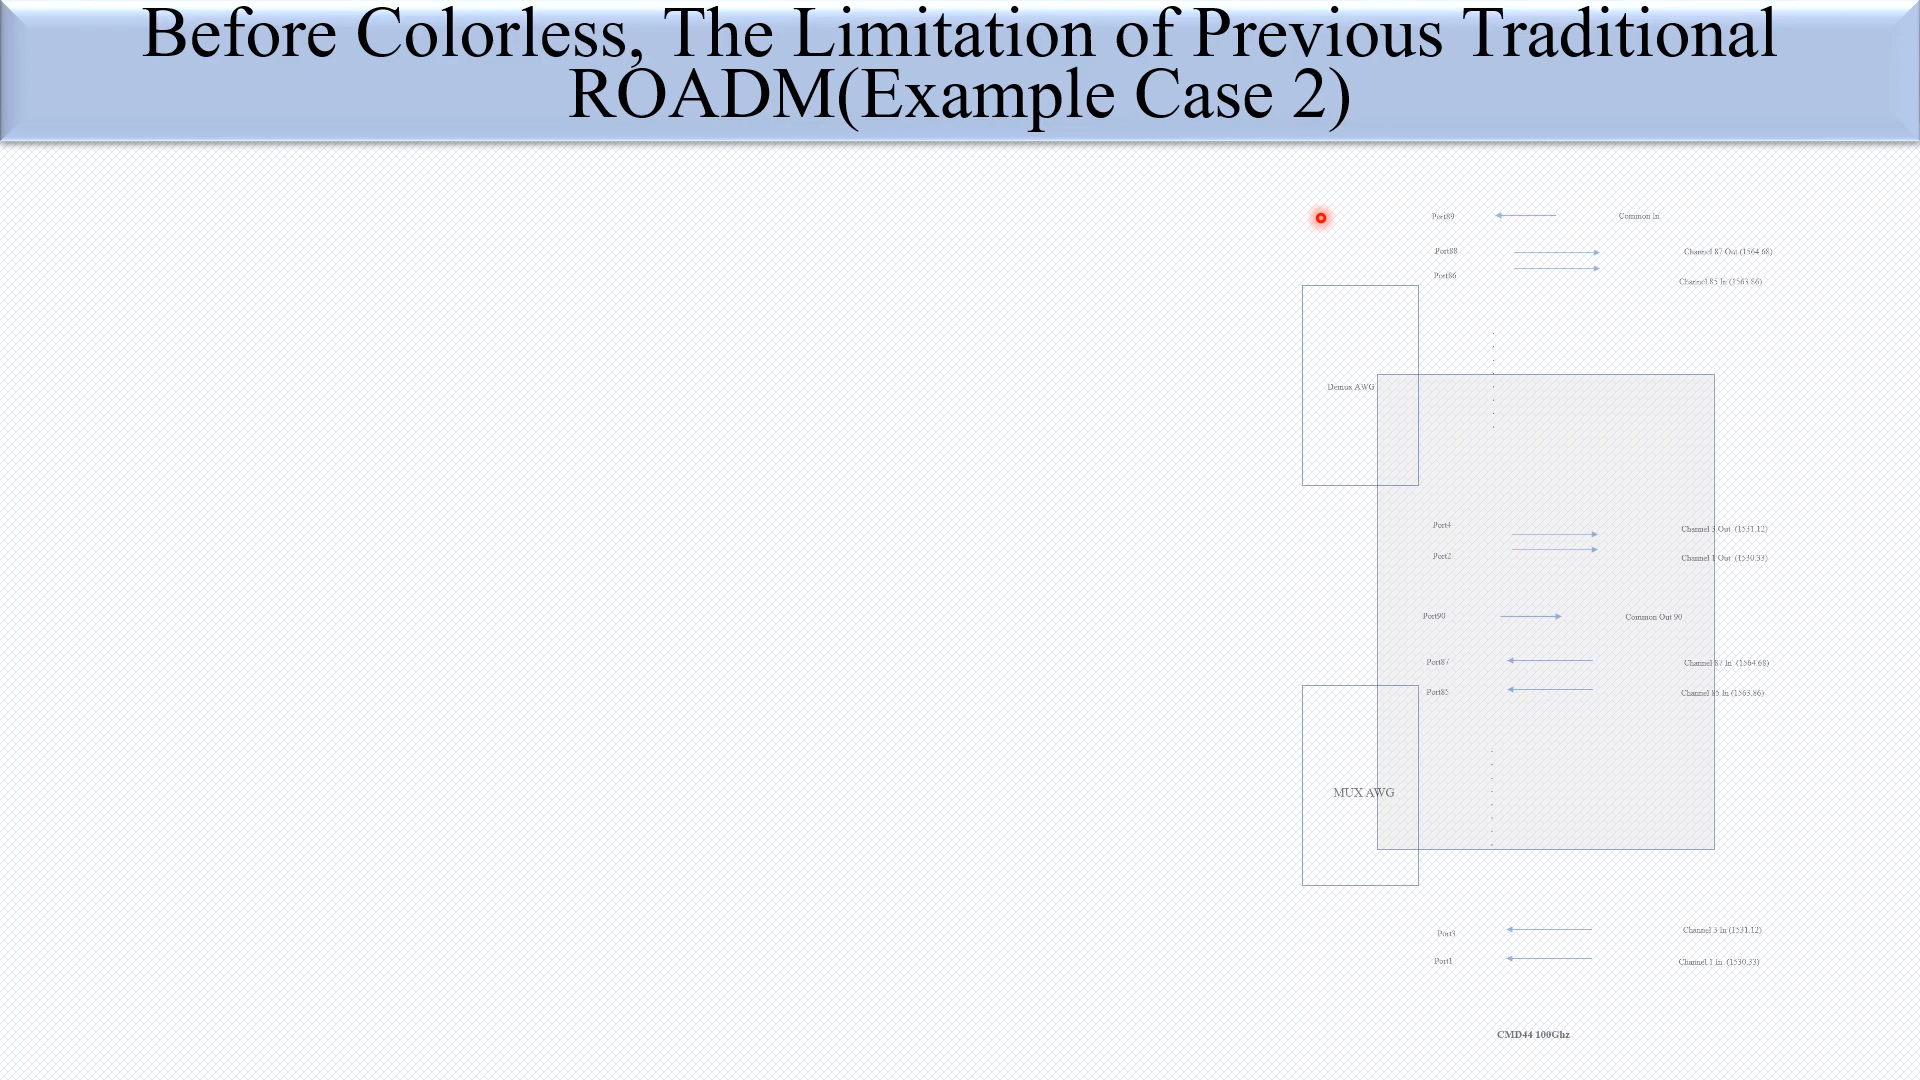 Before Colorless, The Limitation of Previous Traditional
ROADM(Example Case 2)
Port89 Common In
Port88 Channel 87 Out (1564.68)
Port86 Channel 85 In (1563.86)
Demux AWG
Port4 Channel 3 Out (1531.12)
Port2 Channel 1 Out (1530.33)
Port90 Common Out 90
Port87 Channel 87 In (1564.68)
Port85 Channel 85 In (1563.86)
MUX AWG
Port3 Channel 3 In (1531.12)
Port1 Channel 1 In (1530.33)
CMD44 100Ghz